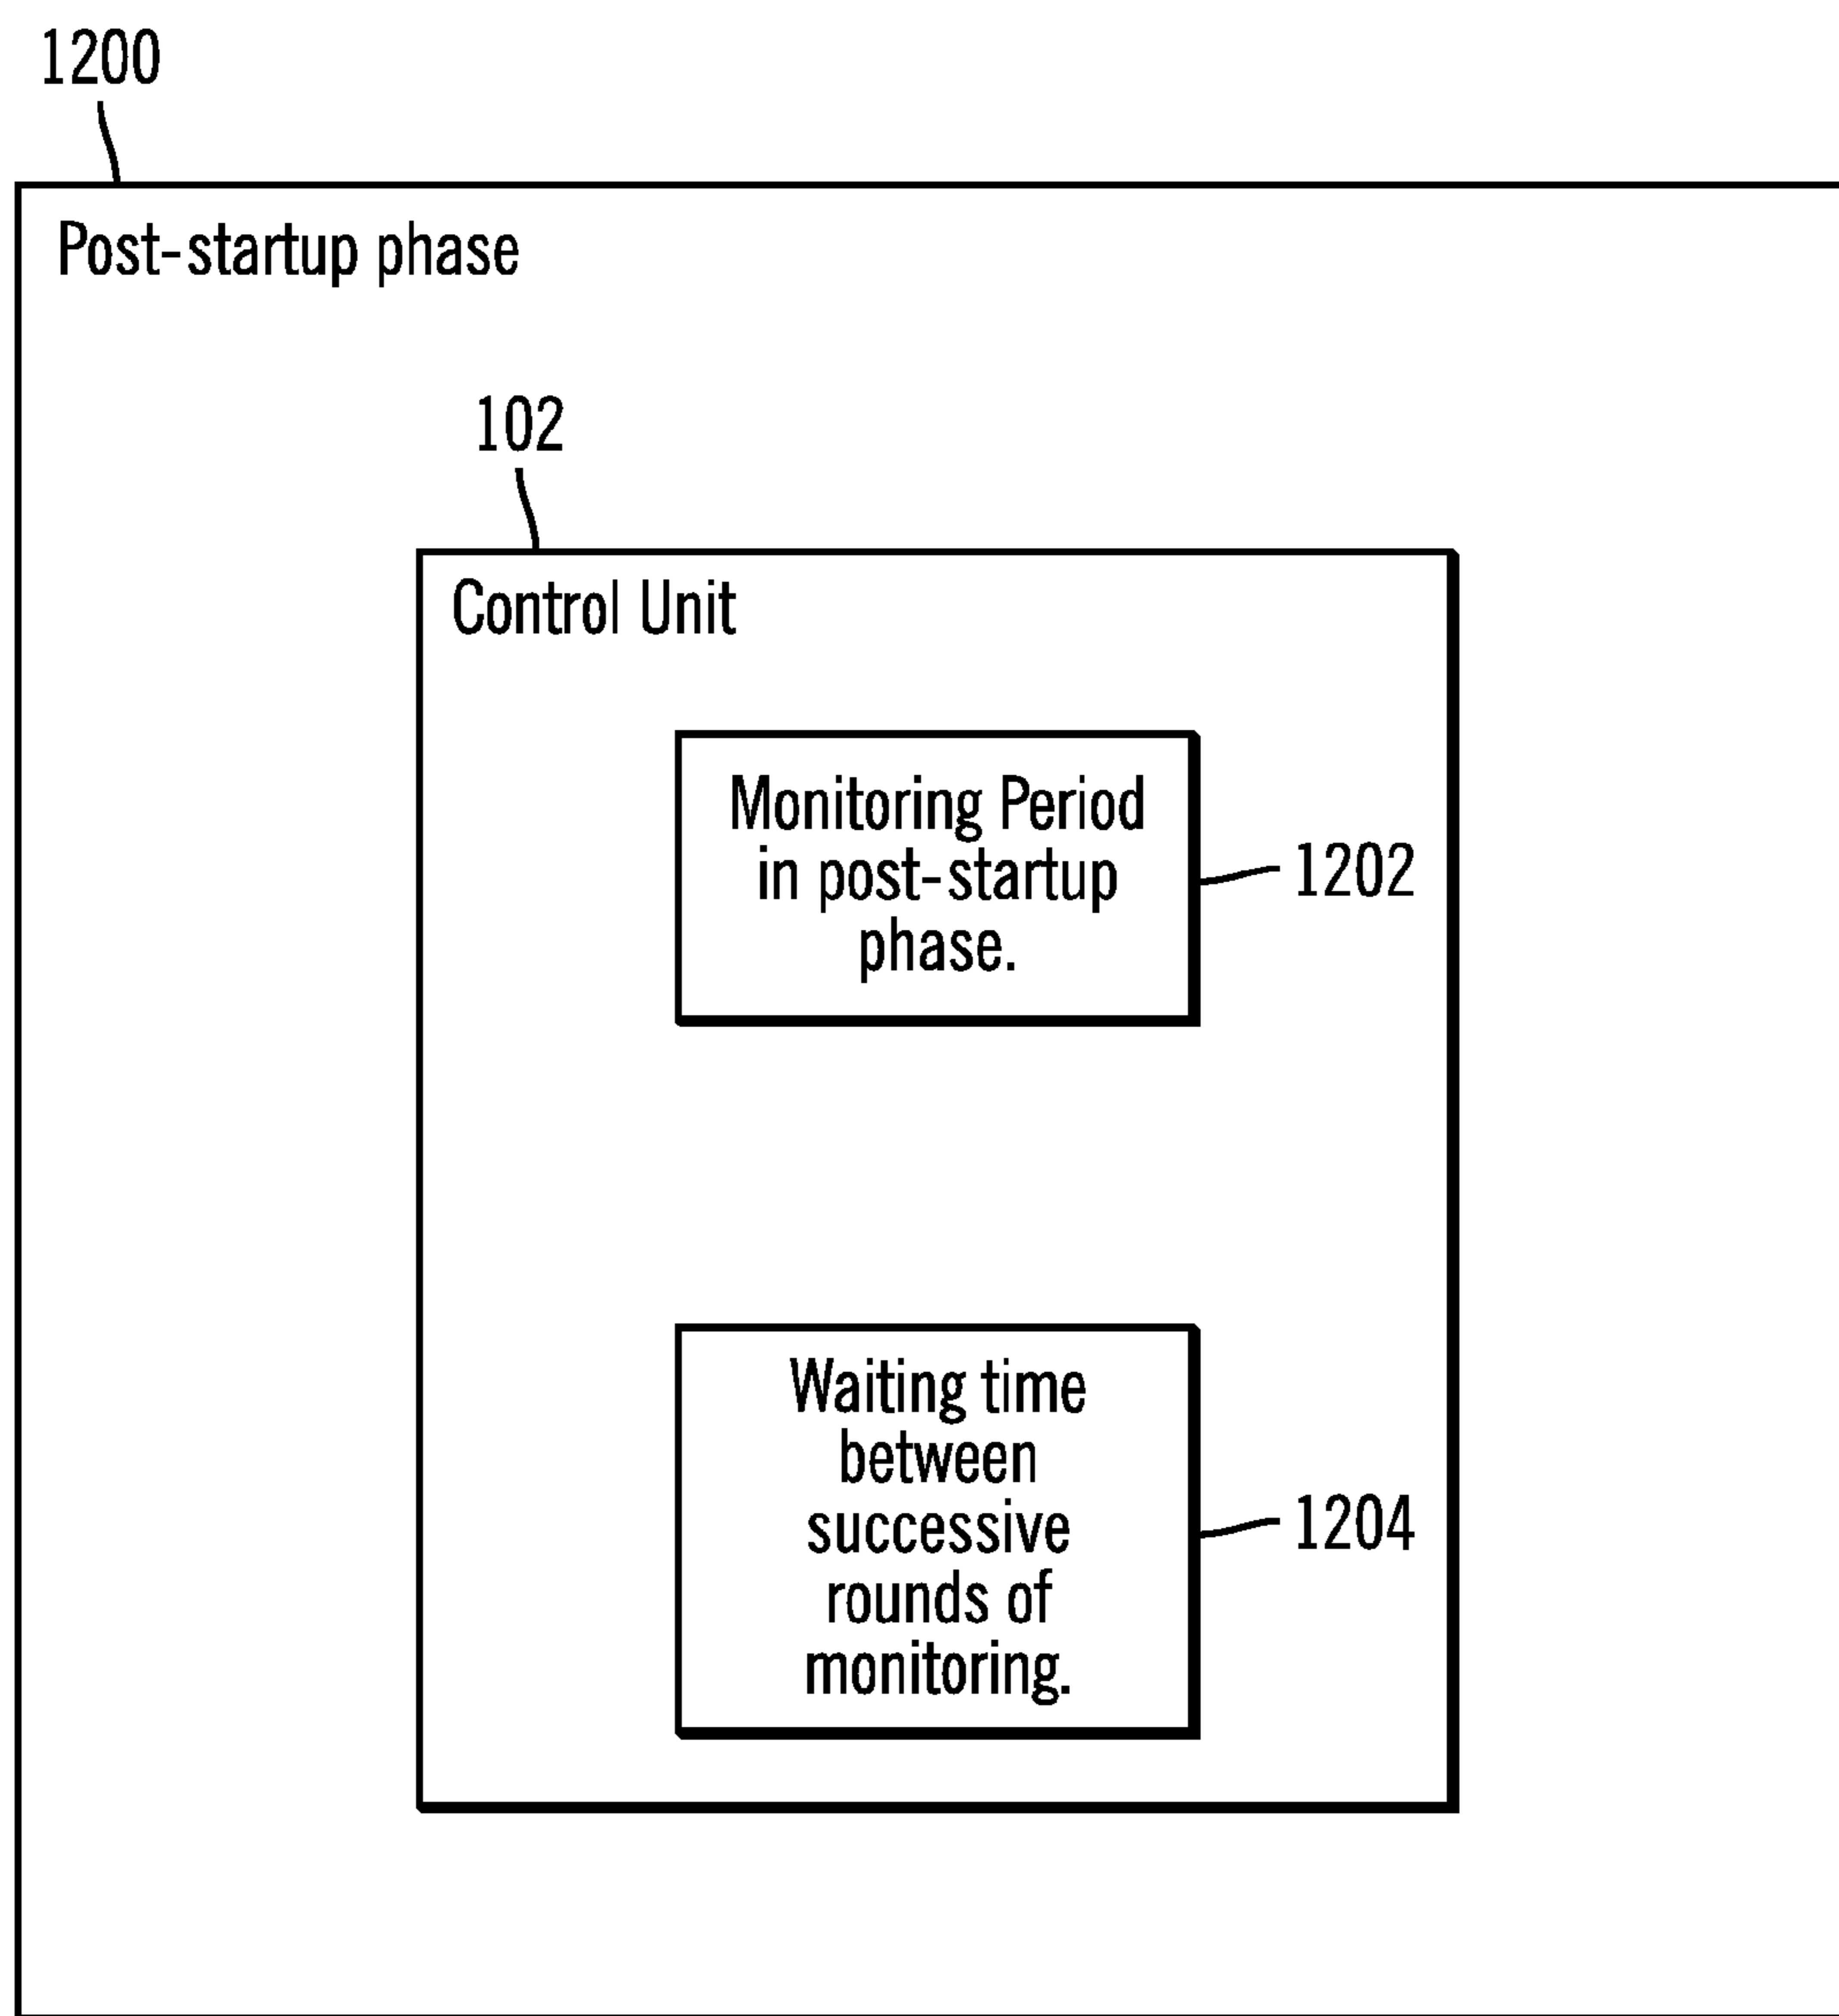 1200
Post-startup phase
102
Control Unit
Monitoring Period
in post-startup
phase.
1202
Waiting time
between
successive
rounds of
monitoring.
1204